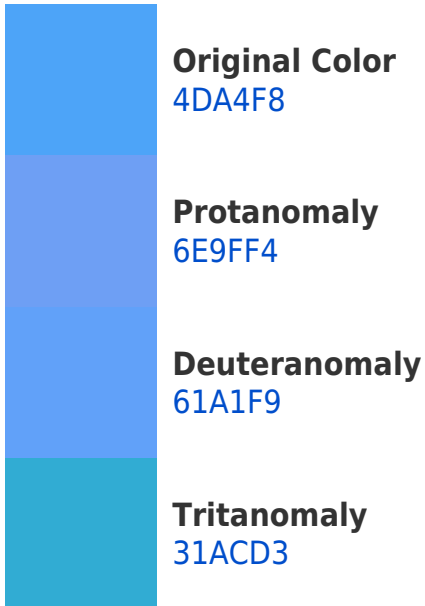 Original Color
4DA4F8
Protanomaly
6E9FF4
Deuteranomaly
61A1F9
Tritanomaly
31ACD3